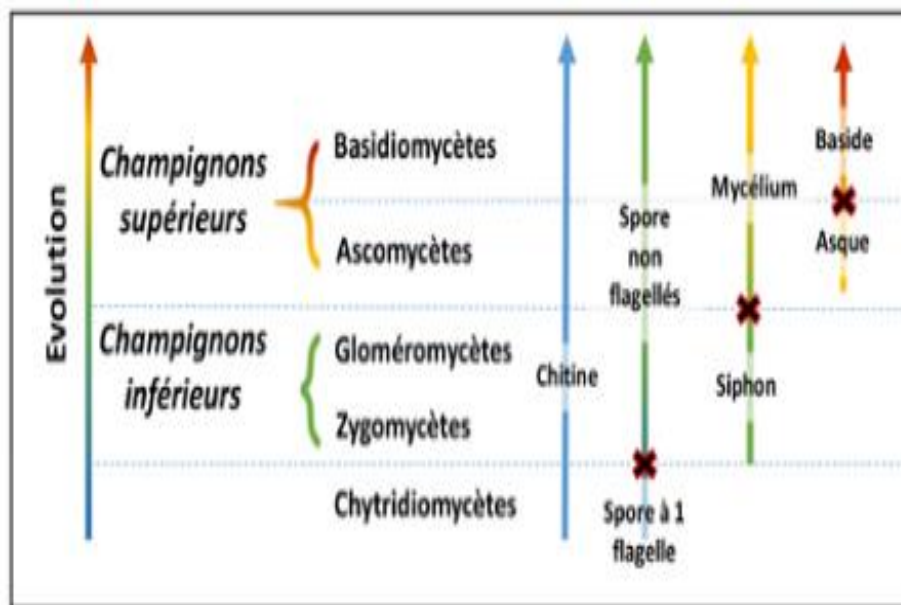 Evolution
Champignons
supérieurs
Basidiomycètes
Ascomycètes
Champignons
inférieurs
Gloméromycètes
Zygomycètes
Chytridiomycètes
Chitine
Spore
non
flagellés
Spore à 1
flagelle
Mycélium
Siphon
Baside
Asque